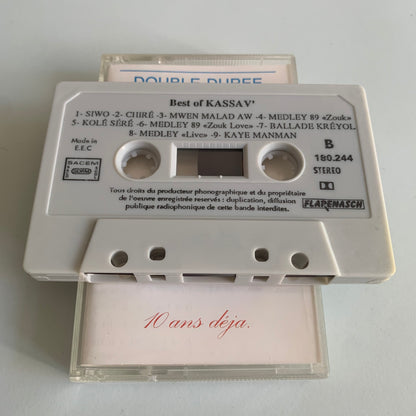 DOUBLE DUREE
Best of KASSAV'
1- SIWO -2- CHIRÉ -3- MWEN MALAD AW -4- MEDLEY 89 «Zouk»
5- KOLÉ SÉRÉ -6- MEDLEY 89 «Zouk Love» -7- BALLADE KRÉYOL
8- MEDLEY «Live» -9- KAYE MANMAN
Made in
E.E.C
B
180.244
STEREO
SACEM
SDRM
FLARENASCH
Tous droits du producteur phonographique et du propriétaire
de l'oeuvre enregistrée reservés : duplication, diffusion
publique radiophonique de cette bande interdites.
10 ans déja.